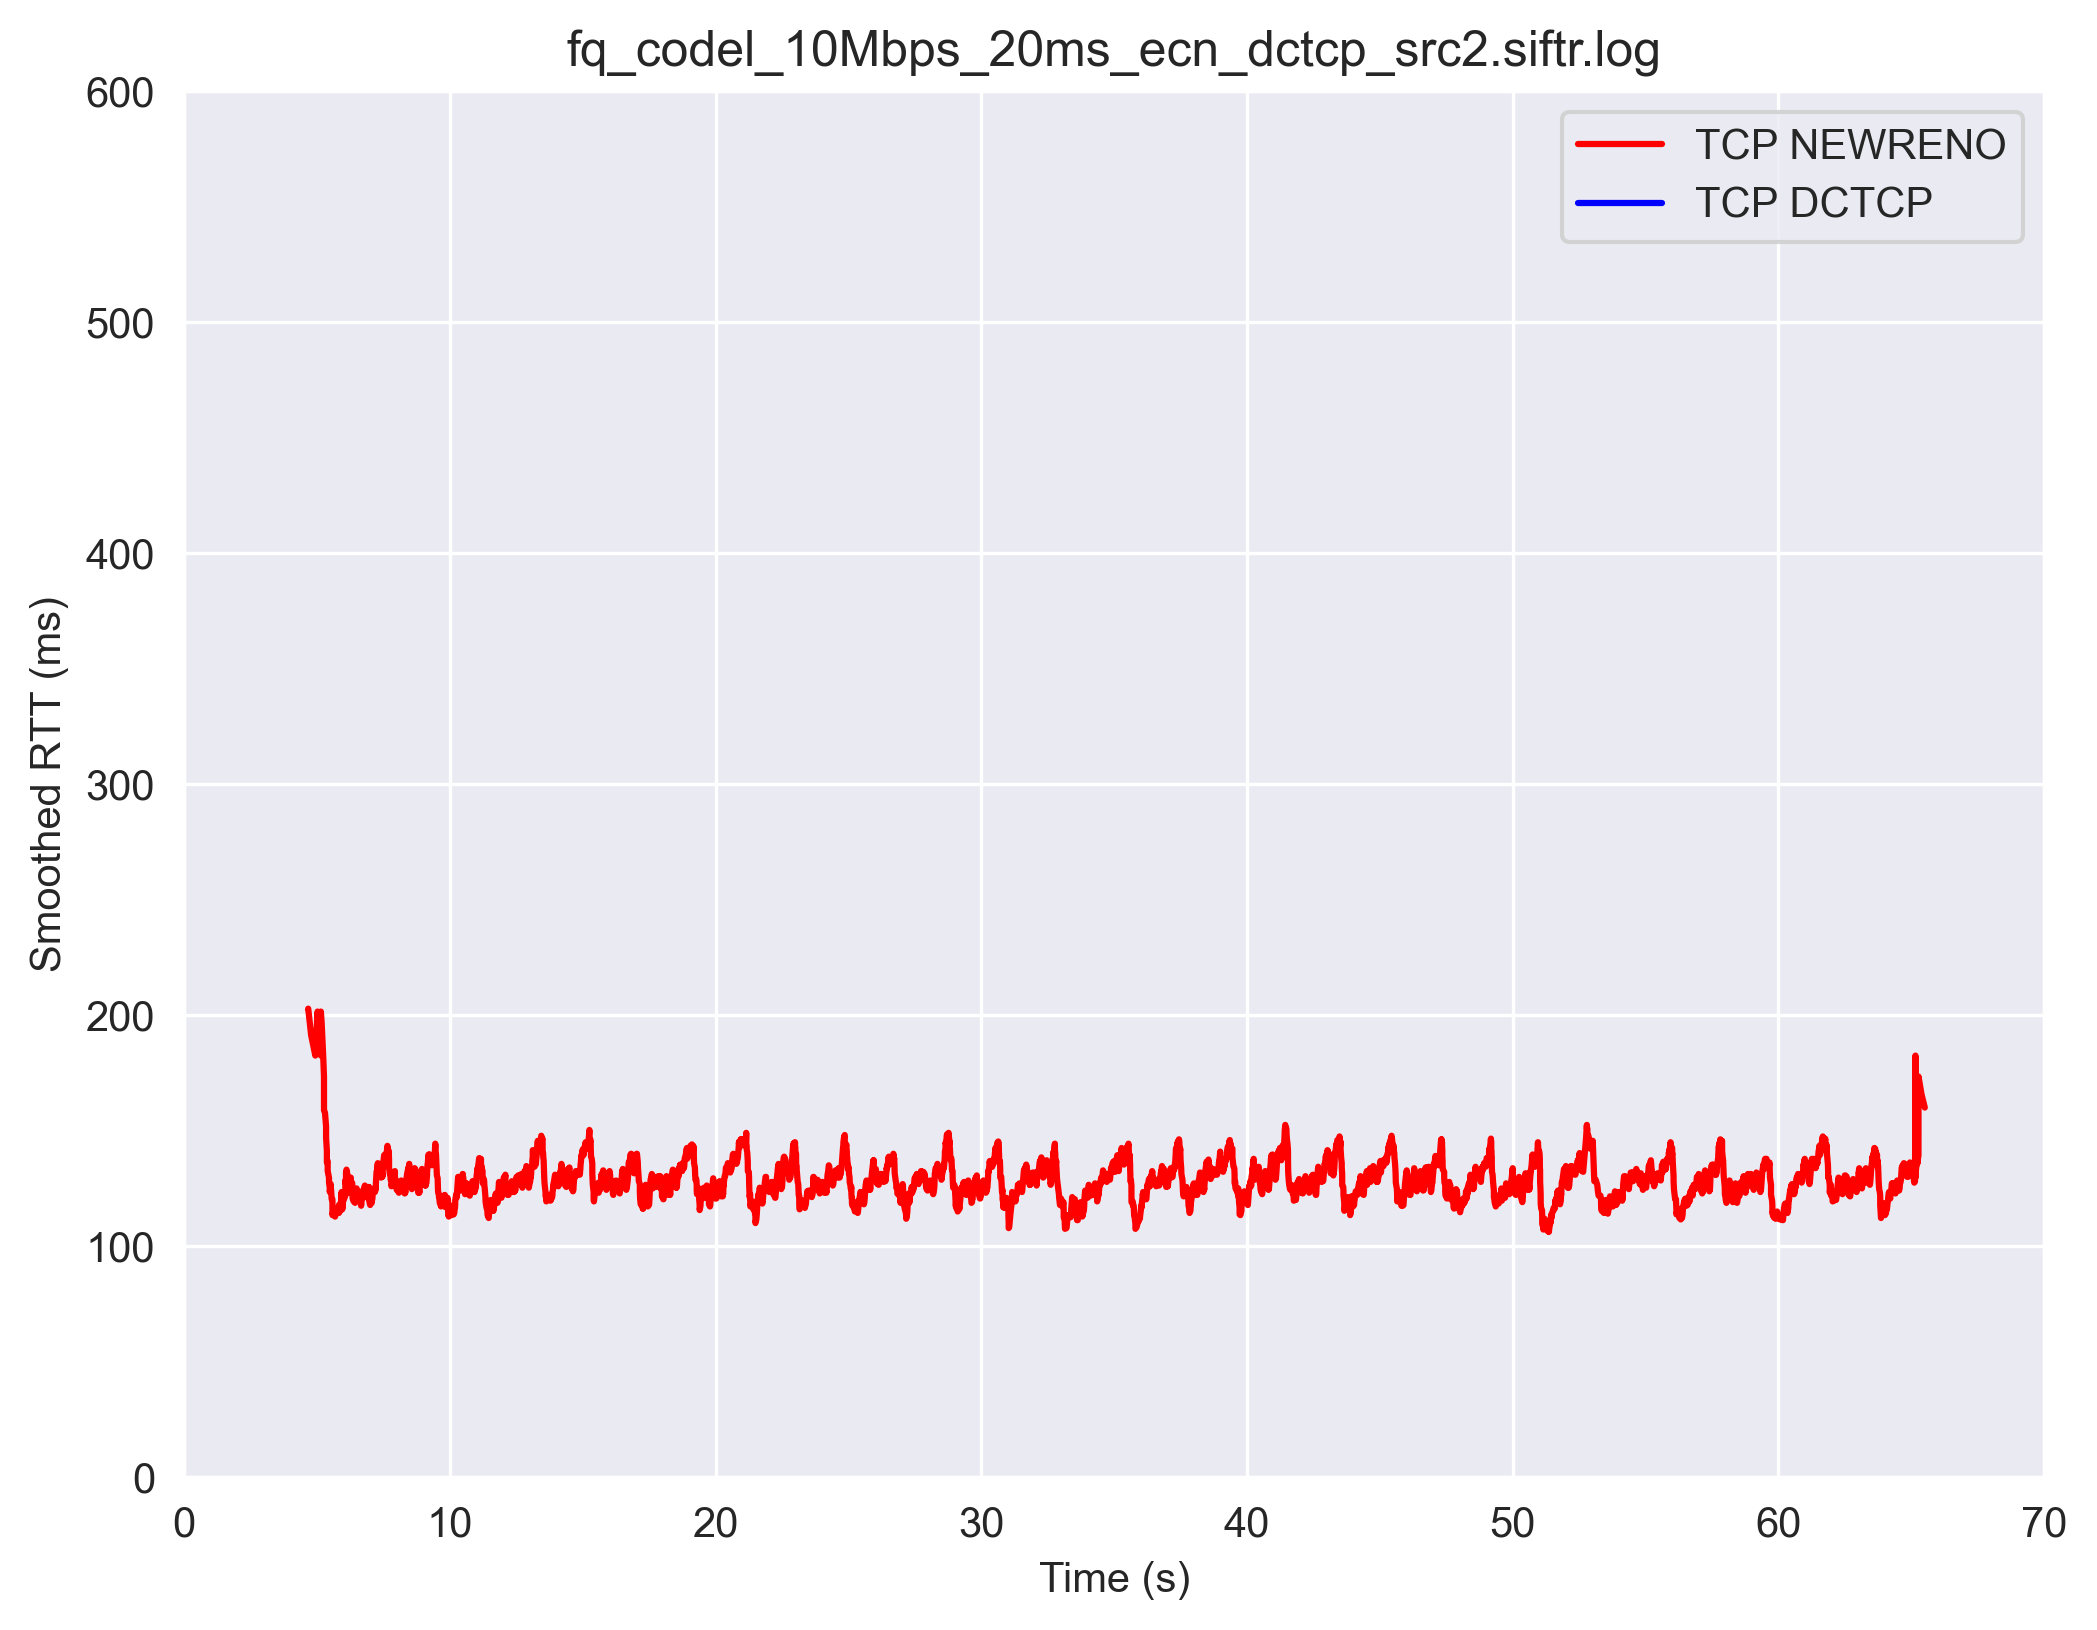 fq_codel_10Mbps_20ms_ecn_dctcp_src2.siftr.log
TCP NEWRENO
TCP DCTCP
Smoothed RTT (ms)
600
500
400
300
200
100
0
0 10 20 30 40 50 60 70
Time (s)